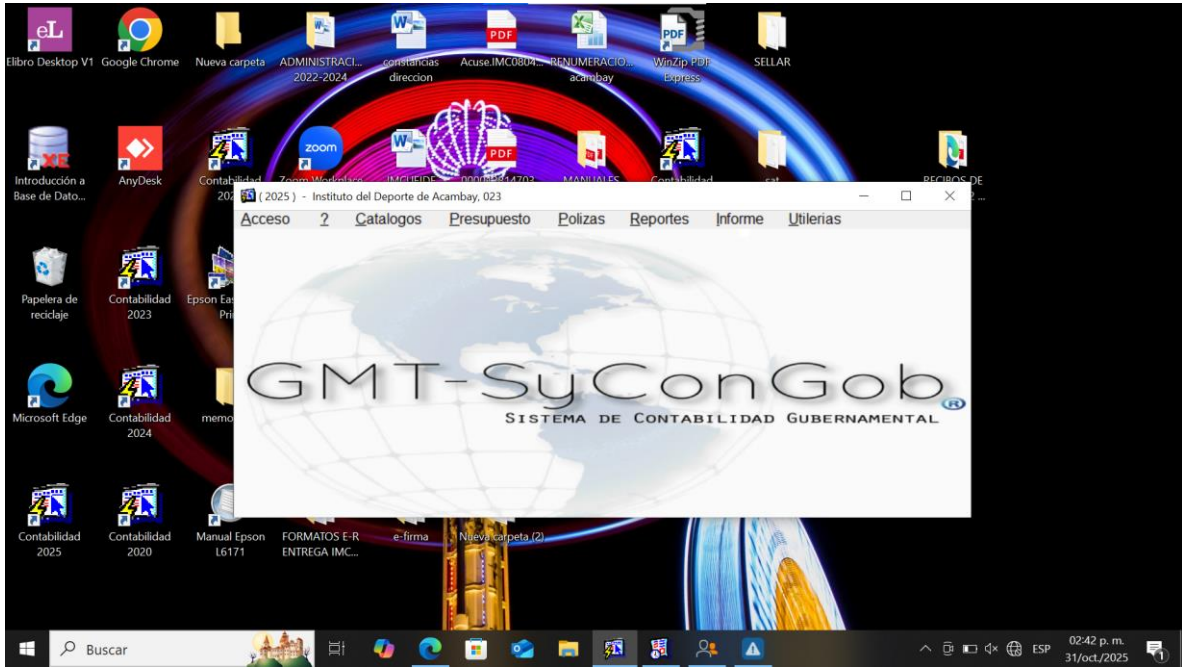 eL
Elibro Desktop V1
Google Chrome
Nueva carpeta
ADMINISTRACI...
2022-2024
constancias
direccion
PDF
Acuse.IMC0804...
RENUMERACIO...
acambay
PDF
WinZip PDF
Express
SELLAR
XE
Introducción a
Base de Dato...
AnyDesk
Contabilidad
zoom
Zoom Workplace
IMCUFIDE
PDF
MANUALES
Contabilidad
sat
RECIBOS DE
( 2025 ) - Instituto del Deporte de Acambay, 023
Acceso ? Catalogos Presupuesto Polizas Reportes Informe Utilerias
GMT-SyConGob®
SISTEMA DE CONTABILIDAD GUBERNAMENTAL
Papelera de
reciclaje
Contabilidad
2023
Epson Eas
Pri
Microsoft Edge
Contabilidad
2024
memo
Contabilidad
2025
Contabilidad
2020
Manual Epson
L6171
FORMATOS E-R
ENTREGA IMC...
e-firma
Nueva carpeta (2)
Buscar
ESP
02:42 p. m.
31/oct./2025
1